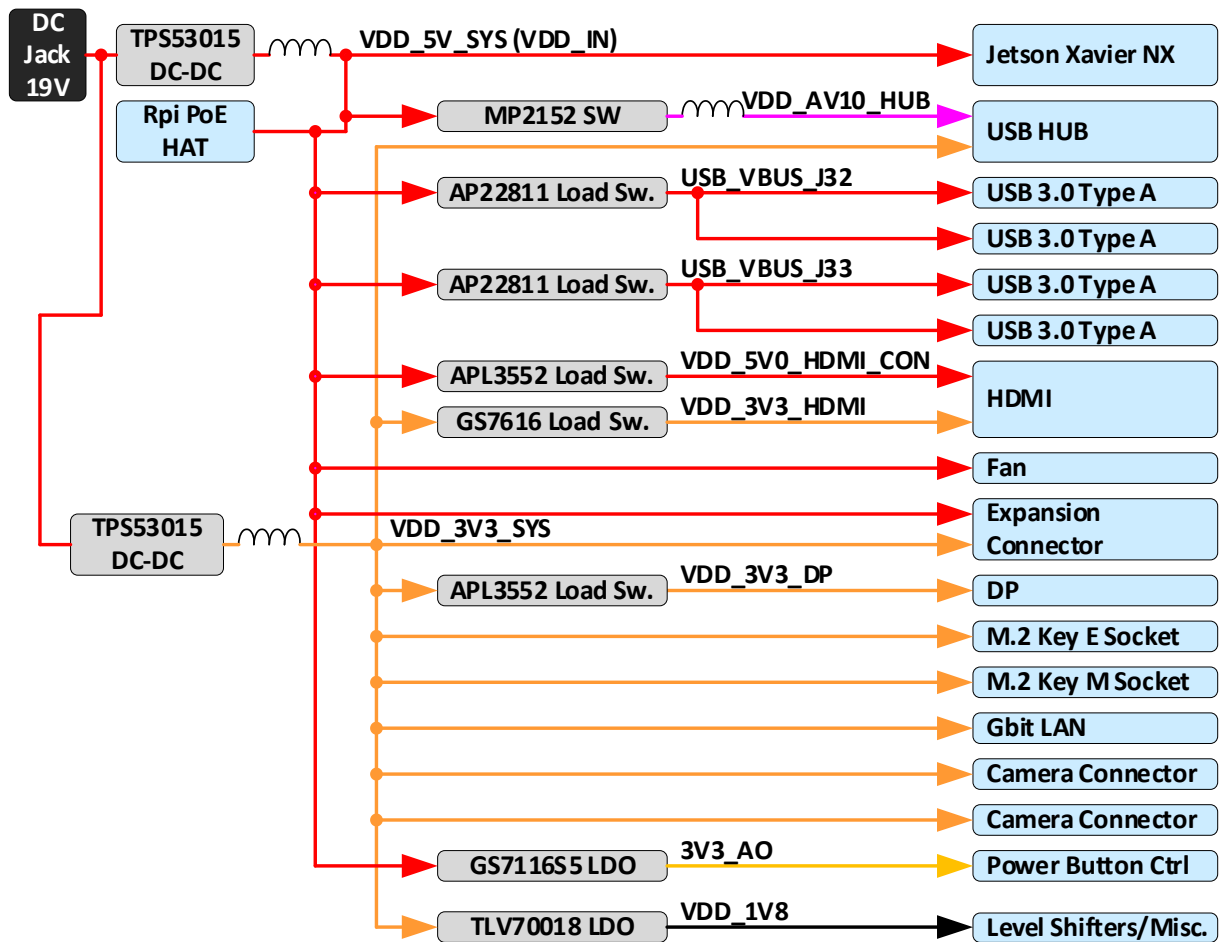 DC
Jack
19V
TPS53015
DC-DC
VDD_5V_SYS (VDD_IN)
Jetson Xavier NX
Rpi PoE
HAT
MP2152 SW
VDD_AV10_HUB
USB HUB
AP22811 Load Sw.
USB_VBUS_J32
USB 3.0 Type A
USB 3.0 Type A
AP22811 Load Sw.
USB_VBUS_J33
USB 3.0 Type A
USB 3.0 Type A
APL3552 Load Sw.
VDD_5V0_HDMI_CON
HDMI
GS7616 Load Sw.
VDD_3V3_HDMI
Fan
TPS53015
DC-DC
VDD_3V3_SYS
Expansion
Connector
APL3552 Load Sw.
VDD_3V3_DP
DP
M.2 Key E Socket
M.2 Key M Socket
Gbit LAN
Camera Connector
Camera Connector
GS7116S5 LDO
3V3_AO
Power Button Ctrl
TLV70018 LDO
VDD_1V8
Level Shifters/Misc.